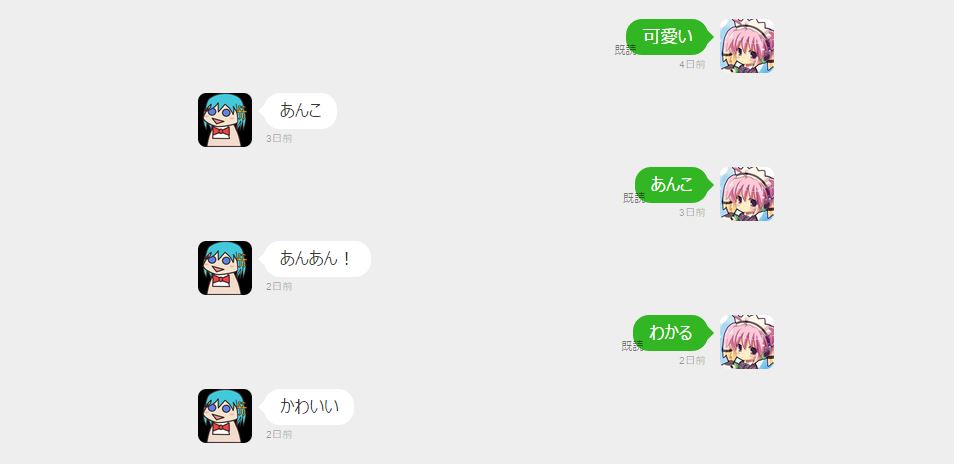 可愛い
既読
4日前
あんこ
3日前
あんこ
既読
3日前
あんあん！
2日前
わかる
既読
2日前
かわいい
2日前